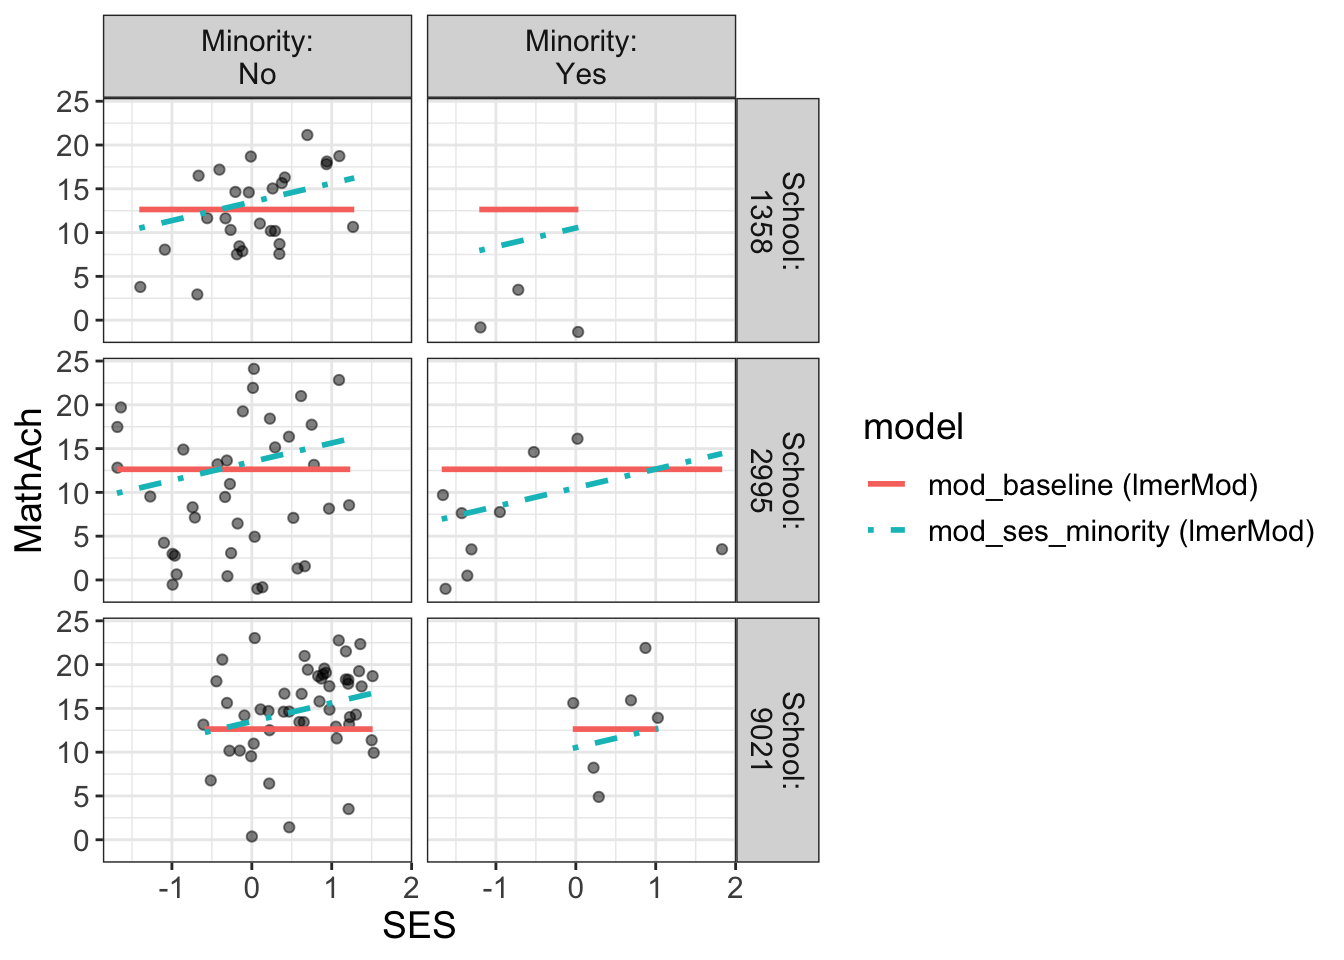 Minority:
No
Minority:
Yes
25
20
15
10
5
0
School:
1358
25
20
15
10
5
0
School:
2995
25
20
15
10
5
0
School:
9021
-1 0 1 2
-1 0 1 2
SES
MathAch
model
mod_baseline (lmerMod)
mod_ses_minority (lmerMod)